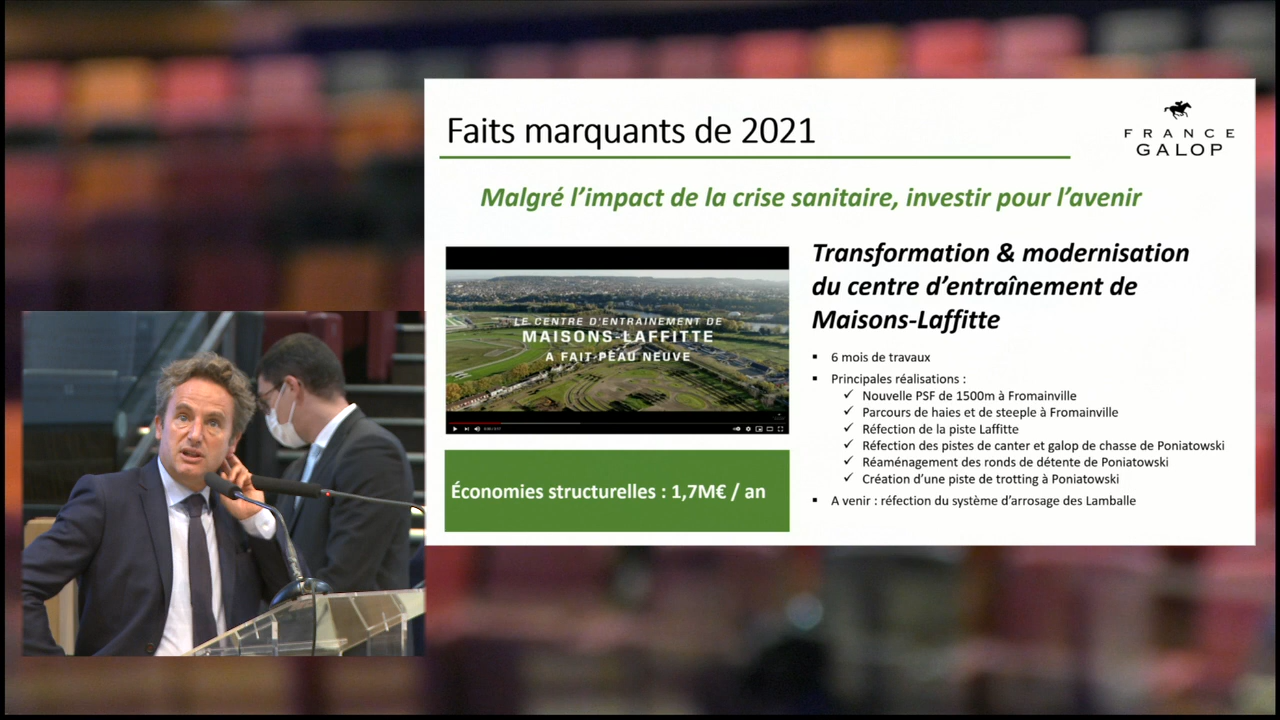 Faits marquants de 2021
FRANCE
GALOP
Malgré l'impact de la crise sanitaire, investir pour l'avenir
LE CENTRE D'ENTRAINEMENT DE
MAISONS-LAFFITTE
A FAIT PEAU NEUVE
Économies structurelles : 1,7M€ / an
Transformation & modernisation
du centre d'entraînement de
Maisons-Laffitte
▪ 6 mois de travaux
▪ Principales réalisations :
✓ Nouvelle PSF de 1500m à Fromainville
✓ Parcours de haies et de steeple à Fromainville
✓ Réfection de la piste Laffitte
✓ Réfection des pistes de canter et galop de chasse de Poniatowski
✓ Réaménagement des ronds de détente de Poniatowski
✓ Création d'une piste de trotting à Poniatowski
▪ A venir : réfection du système d'arrosage des Lamballe